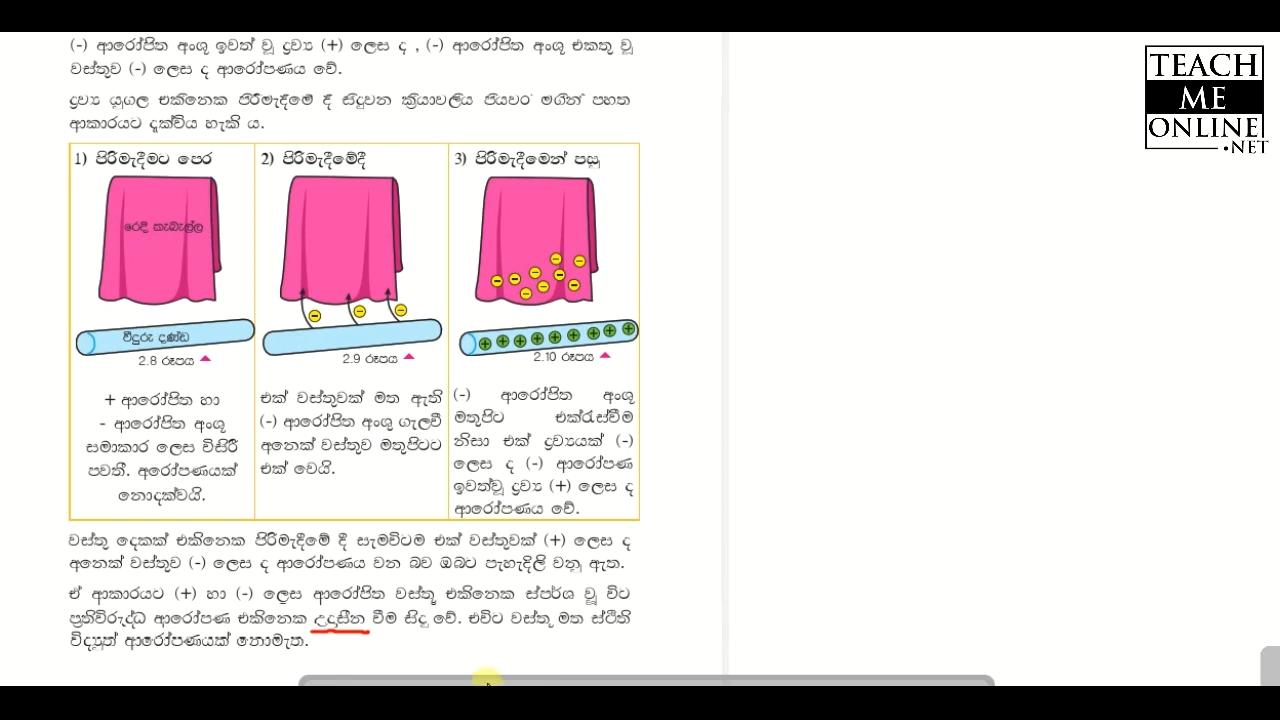 (-) ආරෝපිත අංශු ඉවත් වූ ද්‍රව්‍ය (+) ලෙස ද , (-) ආරෝපිත අංශු එකතු වූ
වස්තුව (-) ලෙස ද ආරෝපණය වේ.
ද්‍රව්‍ය යුගල එකිනෙක පිරිමැදීමේ දී සිදුවන ක්‍රියාවලිය පියවර මගින් පහත
ආකාරයට දැක්විය හැකි ය.
1) පිරිමැදීමට පෙර
රෙදි කැබැල්ල
වීදුරු දණ්ඩ
2.8 රූපය
+ ආරෝපිත හා
- ආරෝපිත අංශු
සමාකාර ලෙස විසිරී
පවතී. අරෝපණයක්
නොදක්වයි.
2) පිරිමැදීමේදී
2.9 රූපය
එක් වස්තුවක් මත ඇති
(-) ආරෝපිත අංශු ගැලවී
අනෙක් වස්තුව මතුපිටට
එක් වෙයි.
3) පිරිමැදීමෙන් පසු
2.10 රූපය
(-) ආරෝපිත අංශු
මතුපිට එක්රැස්වීම
නිසා එක් ද්‍රව්‍යයක් (-)
ලෙස ද (-) ආරෝපණ
ඉවත්වූ ද්‍රව්‍ය (+) ලෙස ද
ආරෝපණය වේ.
වස්තු දෙකක් එකිනෙක පිරිමැදීමේ දී සැමවිටම එක් වස්තුවක් (+) ලෙස ද
අනෙක් වස්තුව (-) ලෙස ද ආරෝපණය වන බව ඔබට පැහැදිලි වනු ඇත.
ඒ ආකාරයට (+) හා (-) ලෙස ආරෝපිත වස්තූ එකිනෙක ස්පර්ශ වූ විට
ප්‍රතිවිරුද්ධ ආරෝපණ එකිනෙක උදාසීන වීම සිදු වේ. එවිට වස්තු මත ස්ථිති
විද්‍යුත් ආරෝපණයක් නොමැත.
TEACH
ME
ONLINE
.NET